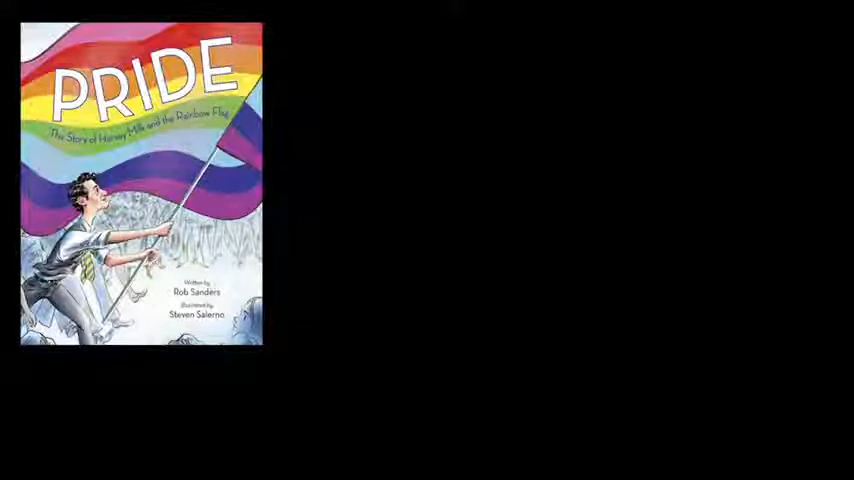 PRIDE
The Story of Harvey Milk and the Rainbow Flag
Written by
Rob Sanders
Illustrated by
Steven Salerno